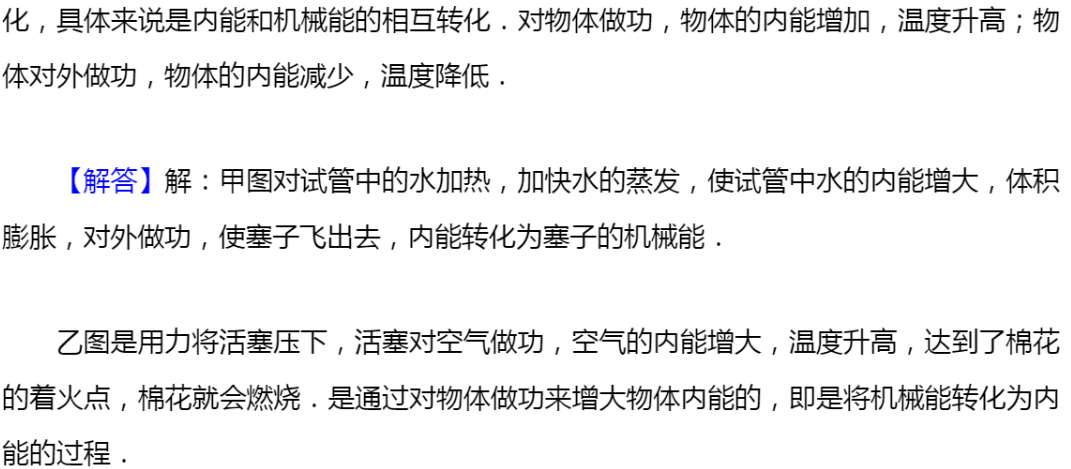 化，具体来说是内能和机械能的相互转化．对物体做功，物体的内能增加，温度升高；物
体对外做功，物体的内能减少，温度降低．
【解答】解：甲图对试管中的水加热，加快水的蒸发，使试管中水的内能增大，体积
膨胀，对外做功，使塞子飞出去，内能转化为塞子的机械能．
乙图是用力将活塞压下，活塞对空气做功，空气的内能增大，温度升高，达到了棉花
的着火点，棉花就会燃烧．是通过对物体做功来增大物体内能的，即是将机械能转化为内
能的过程．